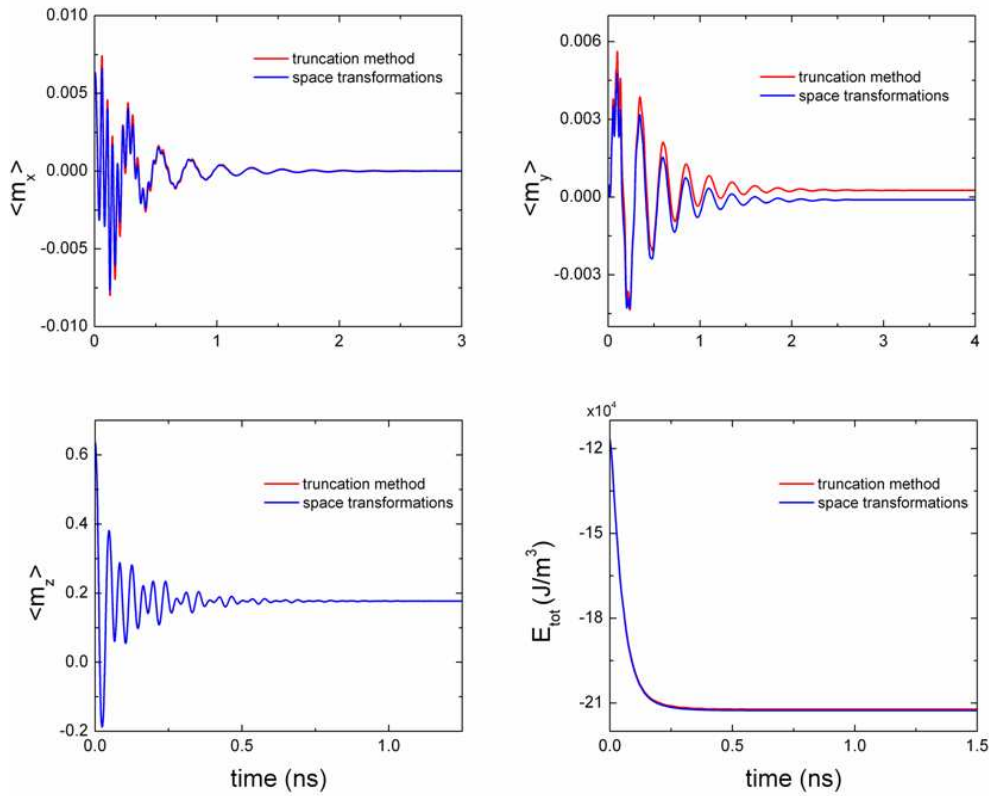 0.010
0.005
0.000
-0.005
-0.010
<m_x>
truncation method
space transformations
0 1 2 3
0.006
0.003
0.000
-0.003
<m_y>
truncation method
space transformations
0 1 2 3 4
0.6
0.4
0.2
0.0
-0.2
<m_z>
truncation method
space transformations
0.0 0.5 1.0
time (ns)
x10^4
-12
-15
-18
-21
E_tot (J/m^3)
truncation method
space transformations
0.0 0.5 1.0 1.5
time (ns)